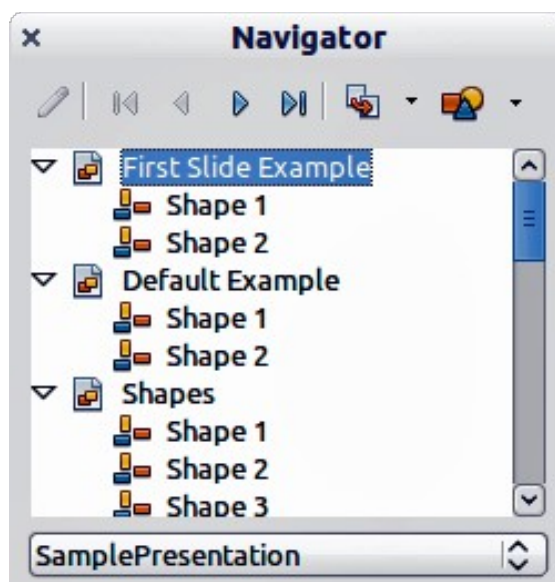 Navigator
First Slide Example
Shape 1
Shape 2
Default Example
Shape 1
Shape 2
Shapes
Shape 1
Shape 2
Shape 3
SamplePresentation